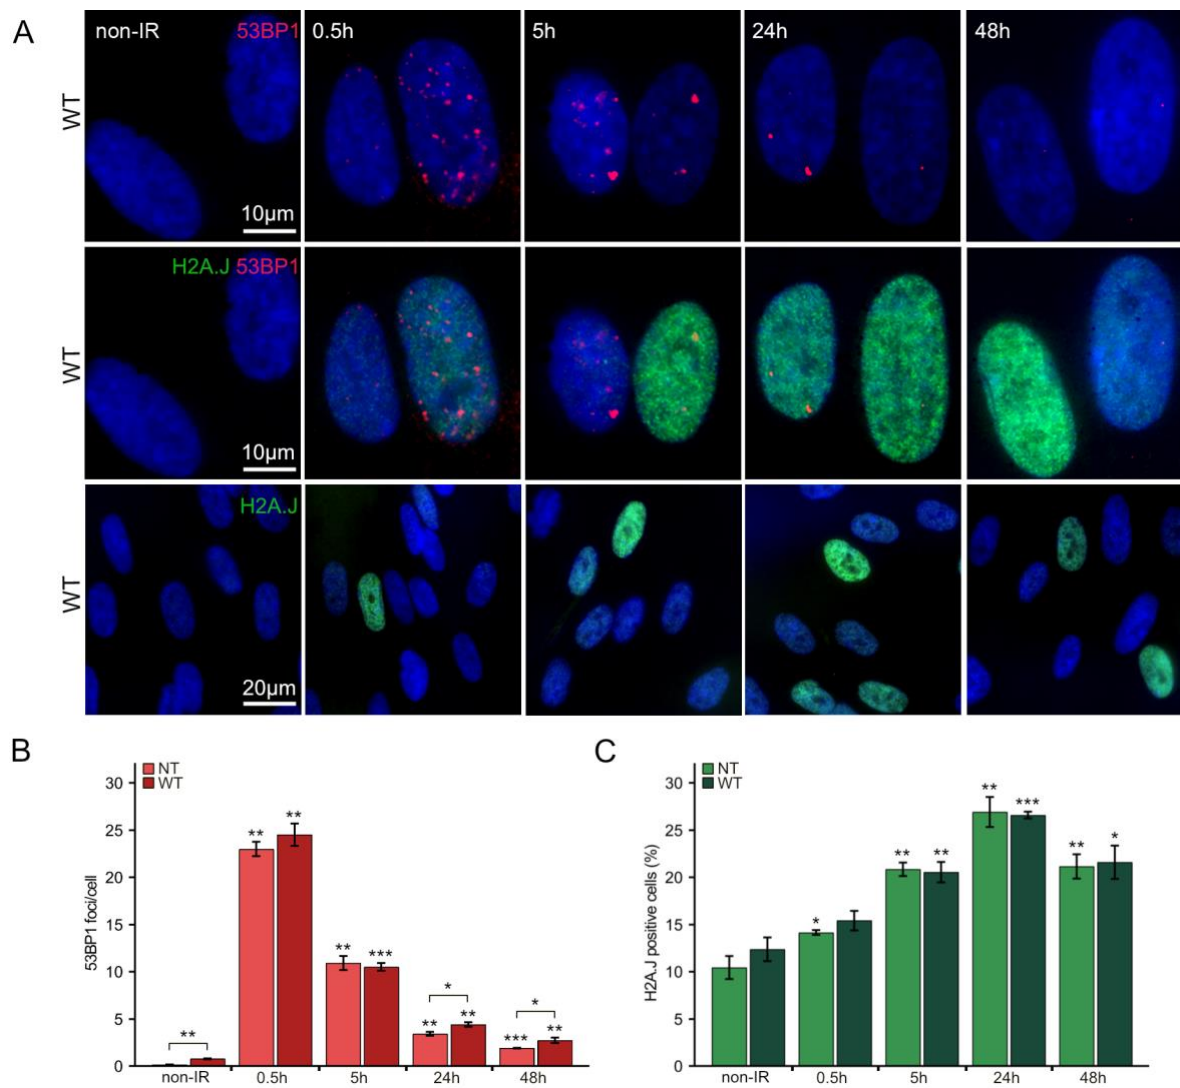 A
non-IR 53BP1 0.5h 5h 24h 48h
WT
10µm
H2A.J 53BP1
WT
10µm
H2A.J
WT
20µm
B
NT
WT
53BP1 foci/cell
30
25
20
15
10
5
0
** ** ** ** *** * ** ** * *** **
non-IR 0.5h 5h 24h 48h
C
NT
WT
H2A.J positive cells (%)
30
25
20
15
10
5
0
* ** ** ** *** ** *
non-IR 0.5h 5h 24h 48h